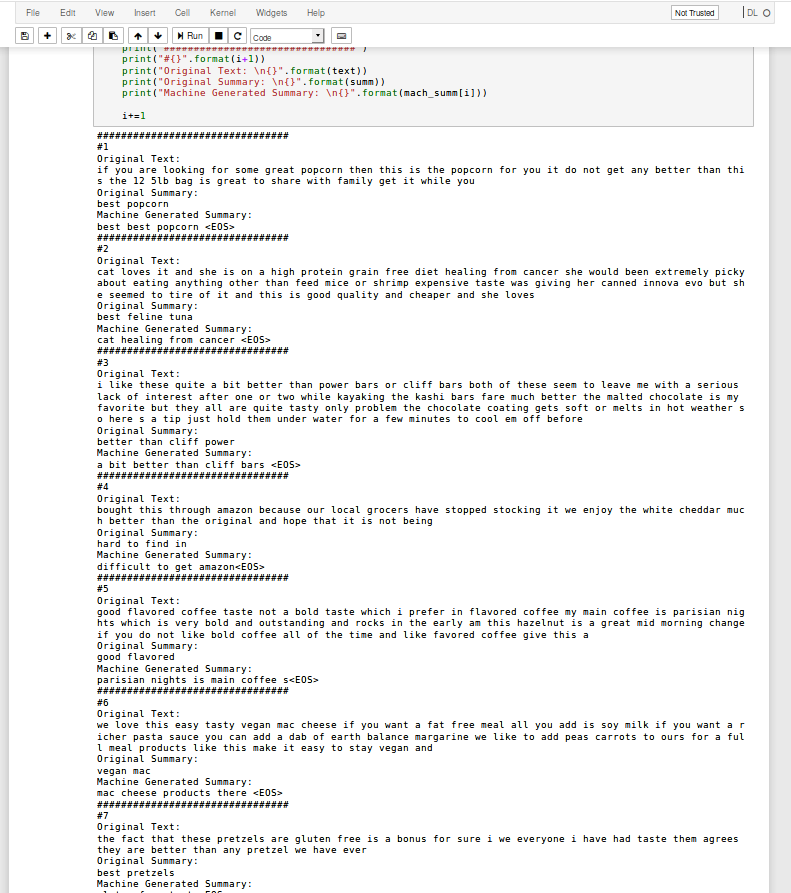 File Edit View Insert Cell Kernel Widgets Help Not Trusted DL
Run Code
print("################################")
print("#{}".format(i+1))
print("Original Text: \n{}".format(text))
print("Original Summary: \n{}".format(summ))
print("Machine Generated Summary: \n{}".format(mach_summ[i]))
i+=1
################################
#1
Original Text:
if you are looking for some great popcorn then this is the popcorn for you it do not get any better than thi
s the 12 5lb bag is great to share with family get it while you
Original Summary:
best popcorn
Machine Generated Summary:
best best popcorn <EOS>
################################
#2
Original Text:
cat loves it and she is on a high protein grain free diet healing from cancer she would been extremely picky
about eating anything other than feed mice or shrimp expensive taste was giving her canned innova evo but sh
e seemed to tire of it and this is good quality and cheaper and she loves
Original Summary:
best feline tuna
Machine Generated Summary:
cat healing from cancer <EOS>
################################
#3
Original Text:
i like these quite a bit better than power bars or cliff bars both of these seem to leave me with a serious
lack of interest after one or two while kayaking the kashi bars fare much better the malted chocolate is my
favorite but they all are quite tasty only problem the chocolate coating gets soft or melts in hot weather s
o here s a tip just hold them under water for a few minutes to cool em off before
Original Summary:
better than cliff power
Machine Generated Summary:
a bit better than cliff bars <EOS>
################################
#4
Original Text:
bought this through amazon because our local grocers have stopped stocking it we enjoy the white cheddar muc
h better than the original and hope that it is not being
Original Summary:
hard to find in
Machine Generated Summary:
difficult to get amazon<EOS>
################################
#5
Original Text:
good flavored coffee taste not a bold taste which i prefer in flavored coffee my main coffee is parisian nig
hts which is very bold and outstanding and rocks in the early am this hazelnut is a great mid morning change
if you do not like bold coffee all of the time and like favored coffee give this a
Original Summary:
good flavored
Machine Generated Summary:
parisian nights is main coffee s<EOS>
################################
#6
Original Text:
we love this easy tasty vegan mac cheese if you want a fat free meal all you add is soy milk if you want a r
icher pasta sauce you can add a dab of earth balance margarine we like to add peas carrots to ours for a ful
l meal products like this make it easy to stay vegan and
Original Summary:
vegan mac
Machine Generated Summary:
mac cheese products there <EOS>
################################
#7
Original Text:
the fact that these pretzels are gluten free is a bonus for sure i we everyone i have had taste them agrees
they are better than any pretzel we have ever
Original Summary:
best pretzels
Machine Generated Summary: